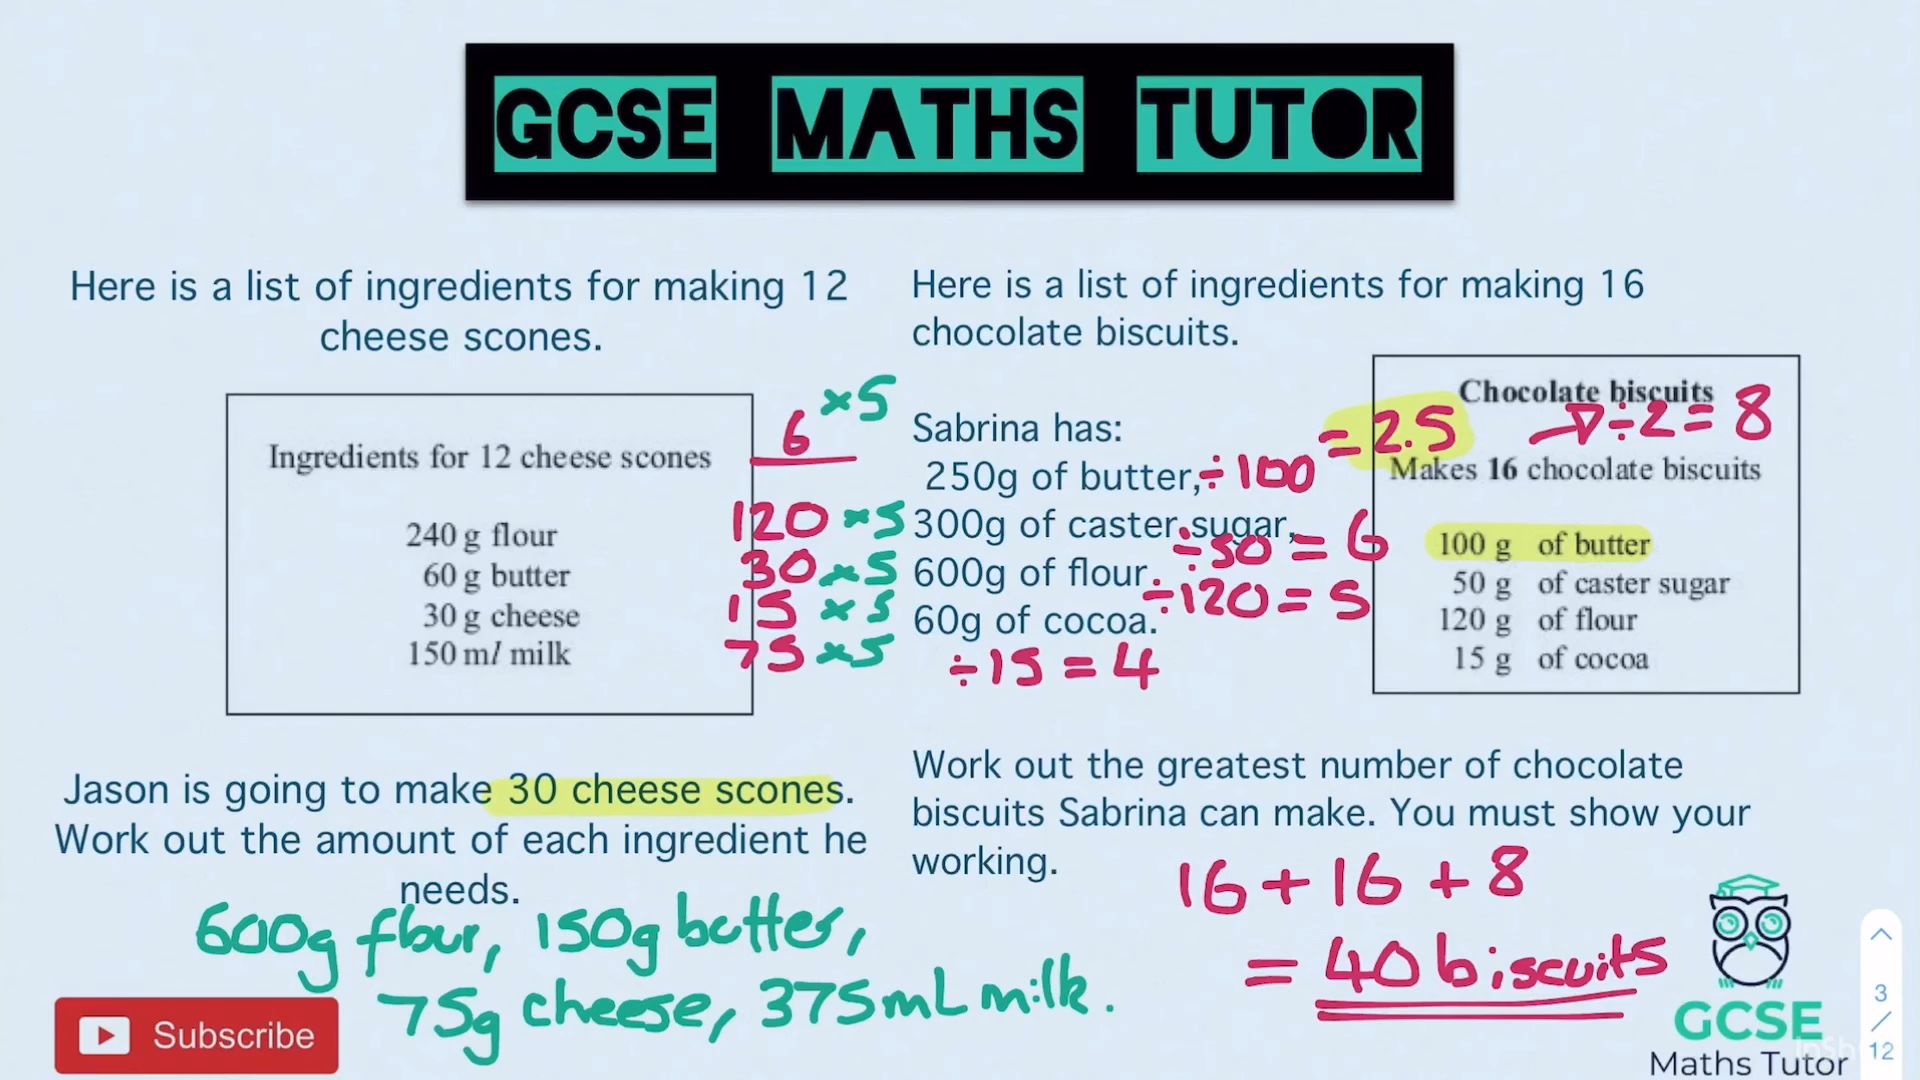 GCSE MATHS TUTOR
Here is a list of ingredients for making 12
cheese scones.
Ingredients for 12 cheese scones
240 g flour
60 g butter
30 g cheese
150 ml milk
6 ×5
120 ×5
30 ×5
15 ×5
75 ×5
Jason is going to make 30 cheese scones.
Work out the amount of each ingredient he
needs.
600g flour, 150g butter,
75g cheese, 375mL milk.
Subscribe
Here is a list of ingredients for making 16
chocolate biscuits.
Sabrina has:
250g of butter, ÷100 = 2.5
300g of caster sugar, ÷50 = 6
600g of flour ÷120 = 5
60g of cocoa.
÷15 = 4
Chocolate biscuits
÷2 = 8
Makes 16 chocolate biscuits
100 g of butter
50 g of caster sugar
120 g of flour
15 g of cocoa
Work out the greatest number of chocolate
biscuits Sabrina can make. You must show your
working.
16 + 16 + 8
= 40 biscuits
GCSE
Maths Tutor
3
/
12